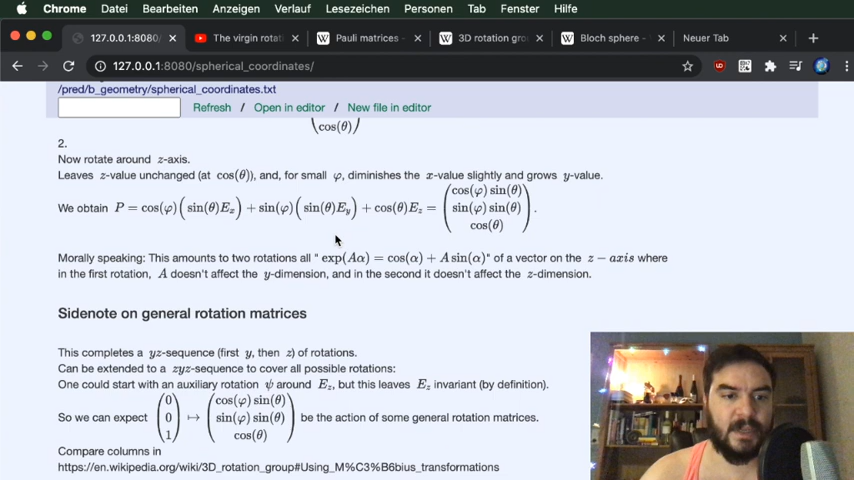 Chrome Datei Bearbeiten Anzeigen Verlauf Lesezeichen Personen Tab Fenster Hilfe
127.0.0.1:8080/ The virgin rotat Pauli matrices - 3D rotation grou Bloch sphere - V Neuer Tab
127.0.0.1:8080/spherical_coordinates/
/pred/b_geometry/spherical_coordinates.txt
Refresh / Open in editor / New file in editor
cos(θ)
2.
Now rotate around z-axis.
Leaves z-value unchanged (at cos(θ)), and, for small φ, diminishes the x-value slightly and grows y-value.
We obtain P = cos(φ)(sin(θ)E_x) + sin(φ)(sin(θ)E_y) + cos(θ)E_z = (cos(φ) sin(θ) sin(φ) sin(θ) cos(θ)).
Morally speaking: This amounts to two rotations all " exp(Aα) = cos(α) + A sin(α)" of a vector on the z − axis where
in the first rotation, A doesn't affect the y-dimension, and in the second it doesn't affect the z-dimension.
Sidenote on general rotation matrices
This completes a yz-sequence (first y, then z) of rotations.
Can be extended to a zyz-sequence to cover all possible rotations:
One could start with an auxiliary rotation ψ around E_z, but this leaves E_z invariant (by definition).
So we can expect (0 0 1) ↦ (cos(φ) sin(θ) sin(φ) sin(θ) cos(θ)) be the action of some general rotation matrices.
Compare columns in
https://en.wikipedia.org/wiki/3D_rotation_group#Using_M%C3%B6bius_transformations